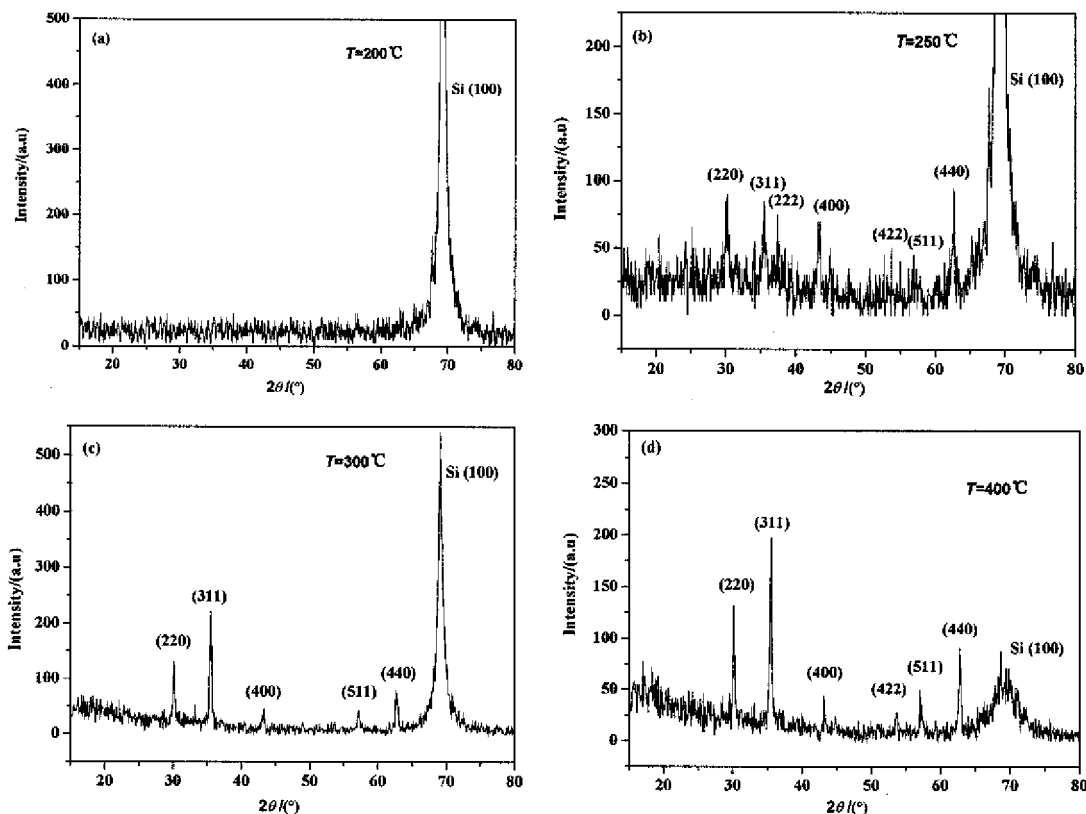 (a)
T=200℃
Si (100)
Intensity/(a.u)
500
400
300
200
100
0
20 30 40 50 60 70 80
2θ/(°)
(b)
T=250℃
Si (100)
(220)
(311)
(222)
(400)
(422)
(511)
(440)
Intensity/(a.u)
200
150
100
50
0
20 30 40 50 60 70 80
2θ/(°)
(c)
T=300℃
Si (100)
(220)
(311)
(400)
(511)
(440)
Intensity/(a.u)
500
400
300
200
100
0
20 30 40 50 60 70 80
2θ/(°)
(d)
T=400℃
(311)
(220)
(400)
(422)
(511)
(440)
Si (100)
Intensity/(a.u)
300
250
200
150
100
50
0
20 30 40 50 60 70 80
2θ/(°)